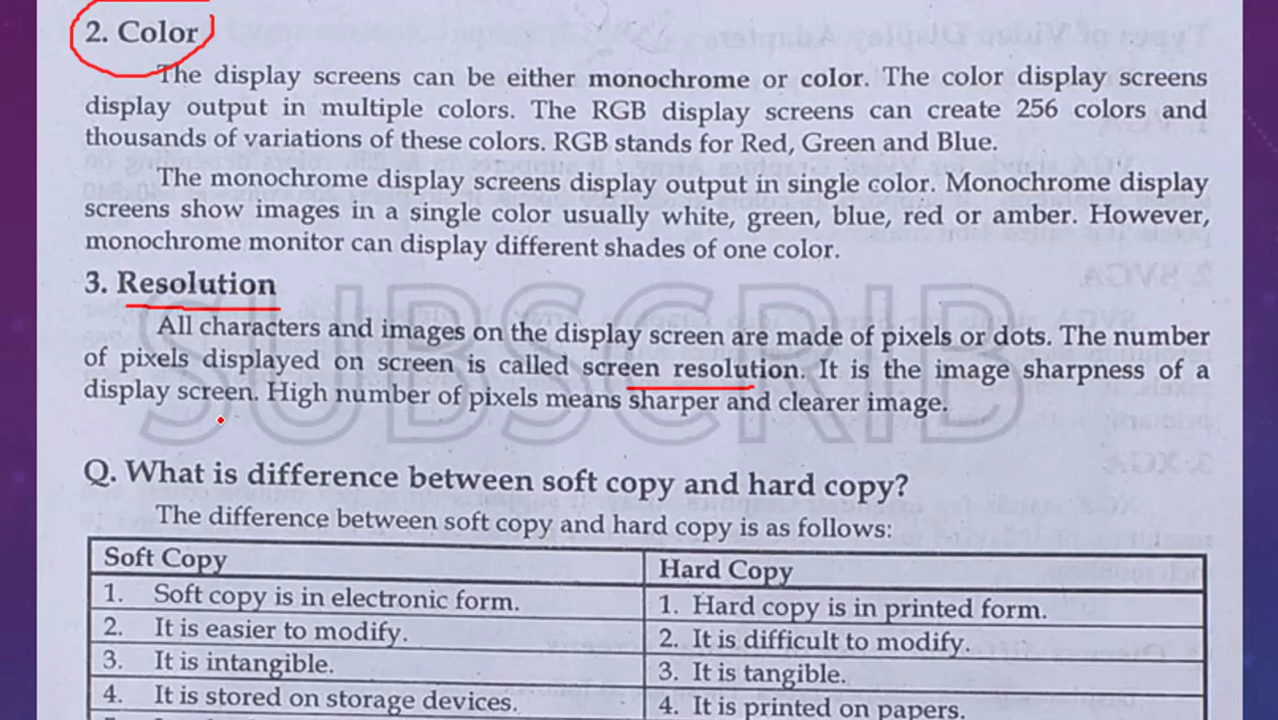 2. Color
The display screens can be either monochrome or color. The color display screens
display output in multiple colors. The RGB display screens can create 256 colors and
thousands of variations of these colors. RGB stands for Red, Green and Blue.
The monochrome display screens display output in single color. Monochrome display
screens show images in a single color usually white, green, blue, red or amber. However,
monochrome monitor can display different shades of one color.
3. Resolution
All characters and images on the display screen are made of pixels or dots. The number
of pixels displayed on screen is called screen resolution. It is the image sharpness of a
display screen. High number of pixels means sharper and clearer image.
SUBSCRIB
Q. What is difference between soft copy and hard copy?
The difference between soft copy and hard copy is as follows:
Soft Copy Hard Copy
1. Soft copy is in electronic form. 1. Hard copy is in printed form.
2. It is easier to modify. 2. It is difficult to modify.
3. It is intangible. 3. It is tangible.
4. It is stored on storage devices. 4. It is printed on papers.